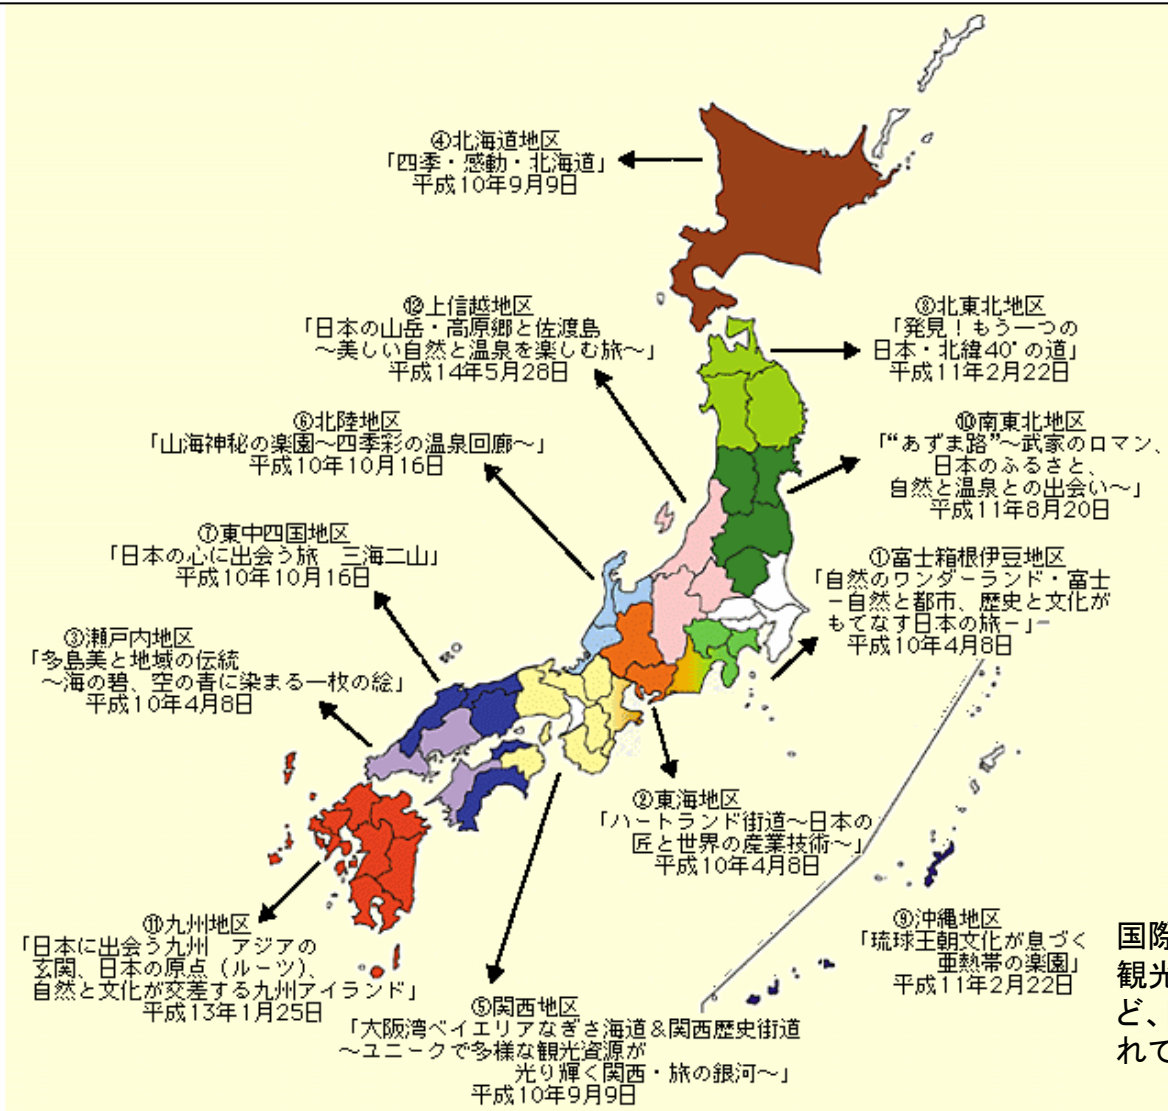 ④北海道地区
「四季・感動・北海道」
平成10年9月9日
⑫上信越地区
「日本の山岳・高原郷と佐渡島
～美しい自然と温泉を楽しむ旅～」
平成14年5月28日
⑧北東北地区
「発見！もう一つの
日本・北緯40°の道」
平成11年2月22日
⑥北陸地区
「山海神秘の楽園～四季彩の温泉回廊～」
平成10年10月16日
⑩南東北地区
「“あずま路”～武家のロマン、
日本のふるさと、
自然と温泉との出会い～」
平成11年8月20日
⑦東中四国地区
「日本の心に出会う旅　三海二山」
平成10年10月16日
①富士箱根伊豆地区
「自然のワンダーランド・富士
－自然と都市、歴史と文化が
もてなす日本の旅－」
平成10年4月8日
③瀬戸内地区
「多島美と地域の伝統
～海の碧、空の青に染まる一枚の絵」
平成10年4月8日
②東海地区
「ハートランド街道～日本の
匠と世界の産業技術～」
平成10年4月8日
⑪九州地区
「日本に出会う九州　アジアの
玄関、日本の原点（ルーツ）、
自然と文化が交差する九州アイランド」
平成13年1月25日
⑨沖縄地区
「琉球王朝文化が息づく
亜熱帯の楽園」
平成11年2月22日
⑤関西地区
「大阪湾ベイエリアなぎさ海道＆関西歴史街道
～ユニークで多様な観光資源が
光り輝く関西・旅の銀河～」
平成10年9月9日
国際
観光
ど、
れて